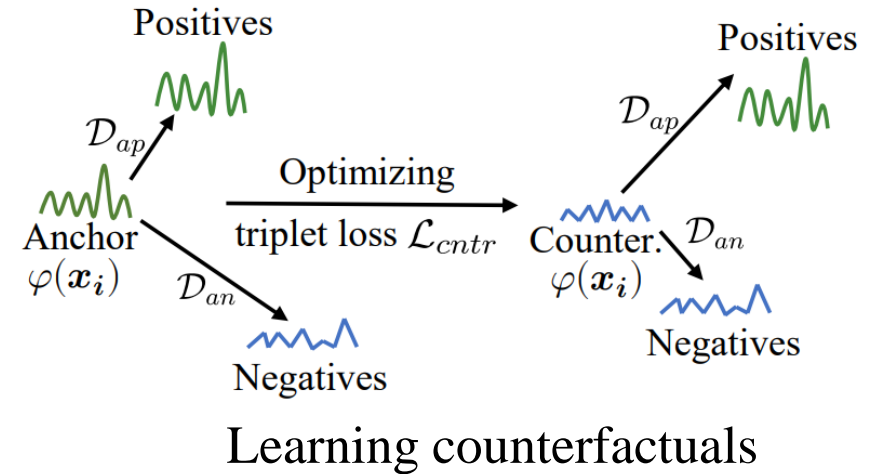 Positives
𝒟ap
Anchor
φ(xi)
𝒟an
Negatives
Optimizing
triplet loss ℒcntr
Positives
𝒟ap
Counter.
φ(xi)
𝒟an
Negatives
Learning counterfactuals